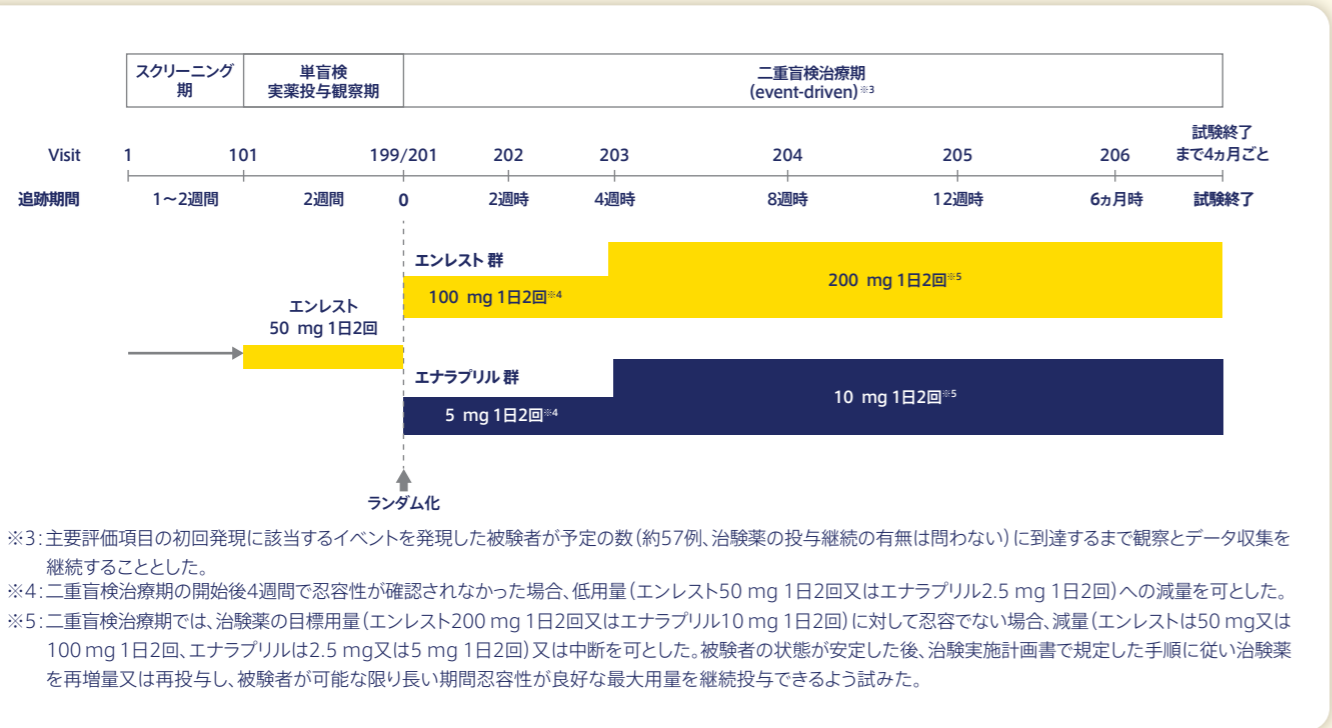 スクリーニング
期
単盲検
実薬投与観察期
二重盲検治療期
(event-driven)※3
Visit 1 101 199/201 202 203 204 205 206 試験終了
まで4ヵ月ごと
追跡期間 1〜2週間 2週間 0 2週時 4週時 8週時 12週時 6ヵ月時 試験終了
エンレスト 群
100 mg 1日2回※4
200 mg 1日2回※5
エンレスト
50 mg 1日2回
エナラプリル 群
5 mg 1日2回※4
10 mg 1日2回※5
ランダム化
※3:主要評価項目の初回発現に該当するイベントを発現した被験者が予定の数(約57例、治験薬の投与継続の有無は問わない)に到達するまで観察とデータ収集を
継続することとした。
※4:二重盲検治療期の開始後4週間で忍容性が確認されなかった場合、低用量(エンレスト50 mg 1日2回又はエナラプリル2.5 mg 1日2回)への減量を可とした。
※5:二重盲検治療期では、治験薬の目標用量(エンレスト200 mg 1日2回又はエナラプリル10 mg 1日2回)に対して忍容でない場合、減量(エンレストは50 mg又は
100 mg 1日2回、エナラプリルは2.5 mg又は5 mg 1日2回)又は中断を可とした。被験者の状態が安定した後、治験実施計画書で規定した手順に従い治験薬
を再増量又は再投与し、被験者が可能な限り長い期間忍容性が良好な最大用量を継続投与できるよう試みた。